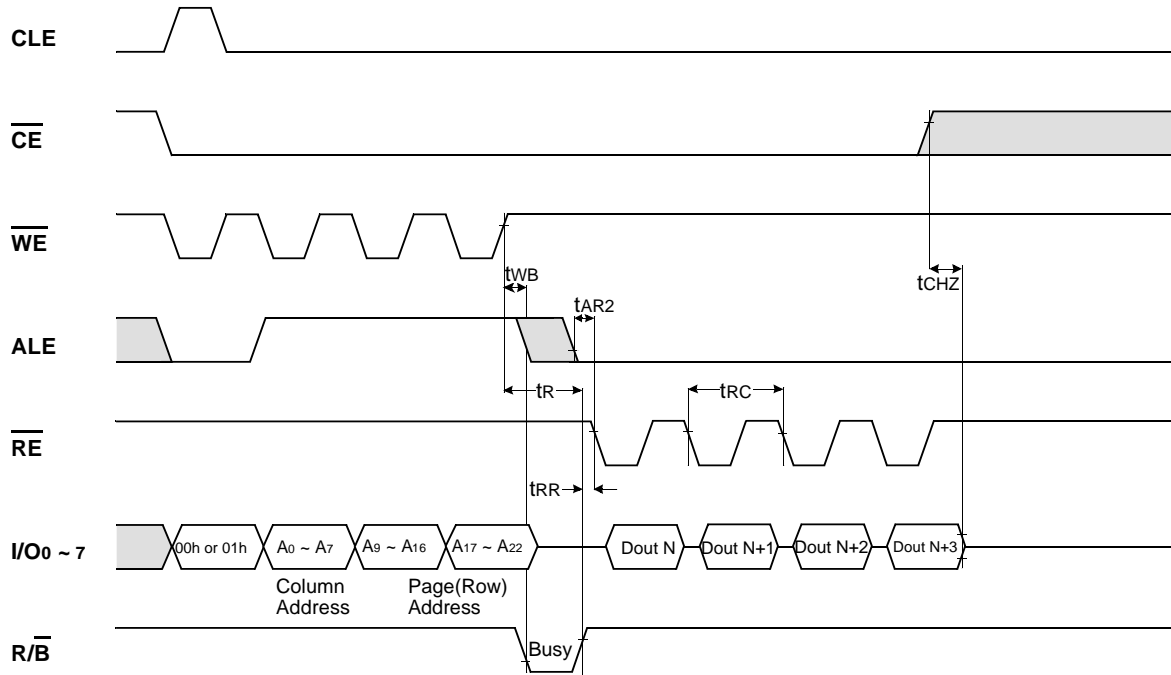 CLE
CE
WE
tWB
tCHZ
tAR2
ALE
tR
tRC
RE
tRR
I/O0 ~ 7
00h or 01h
A0 ~ A7
A9 ~ A16
A17 ~ A22
Dout N
Dout N+1
Dout N+2
Dout N+3
Column
Address
Page(Row)
Address
R/B
Busy